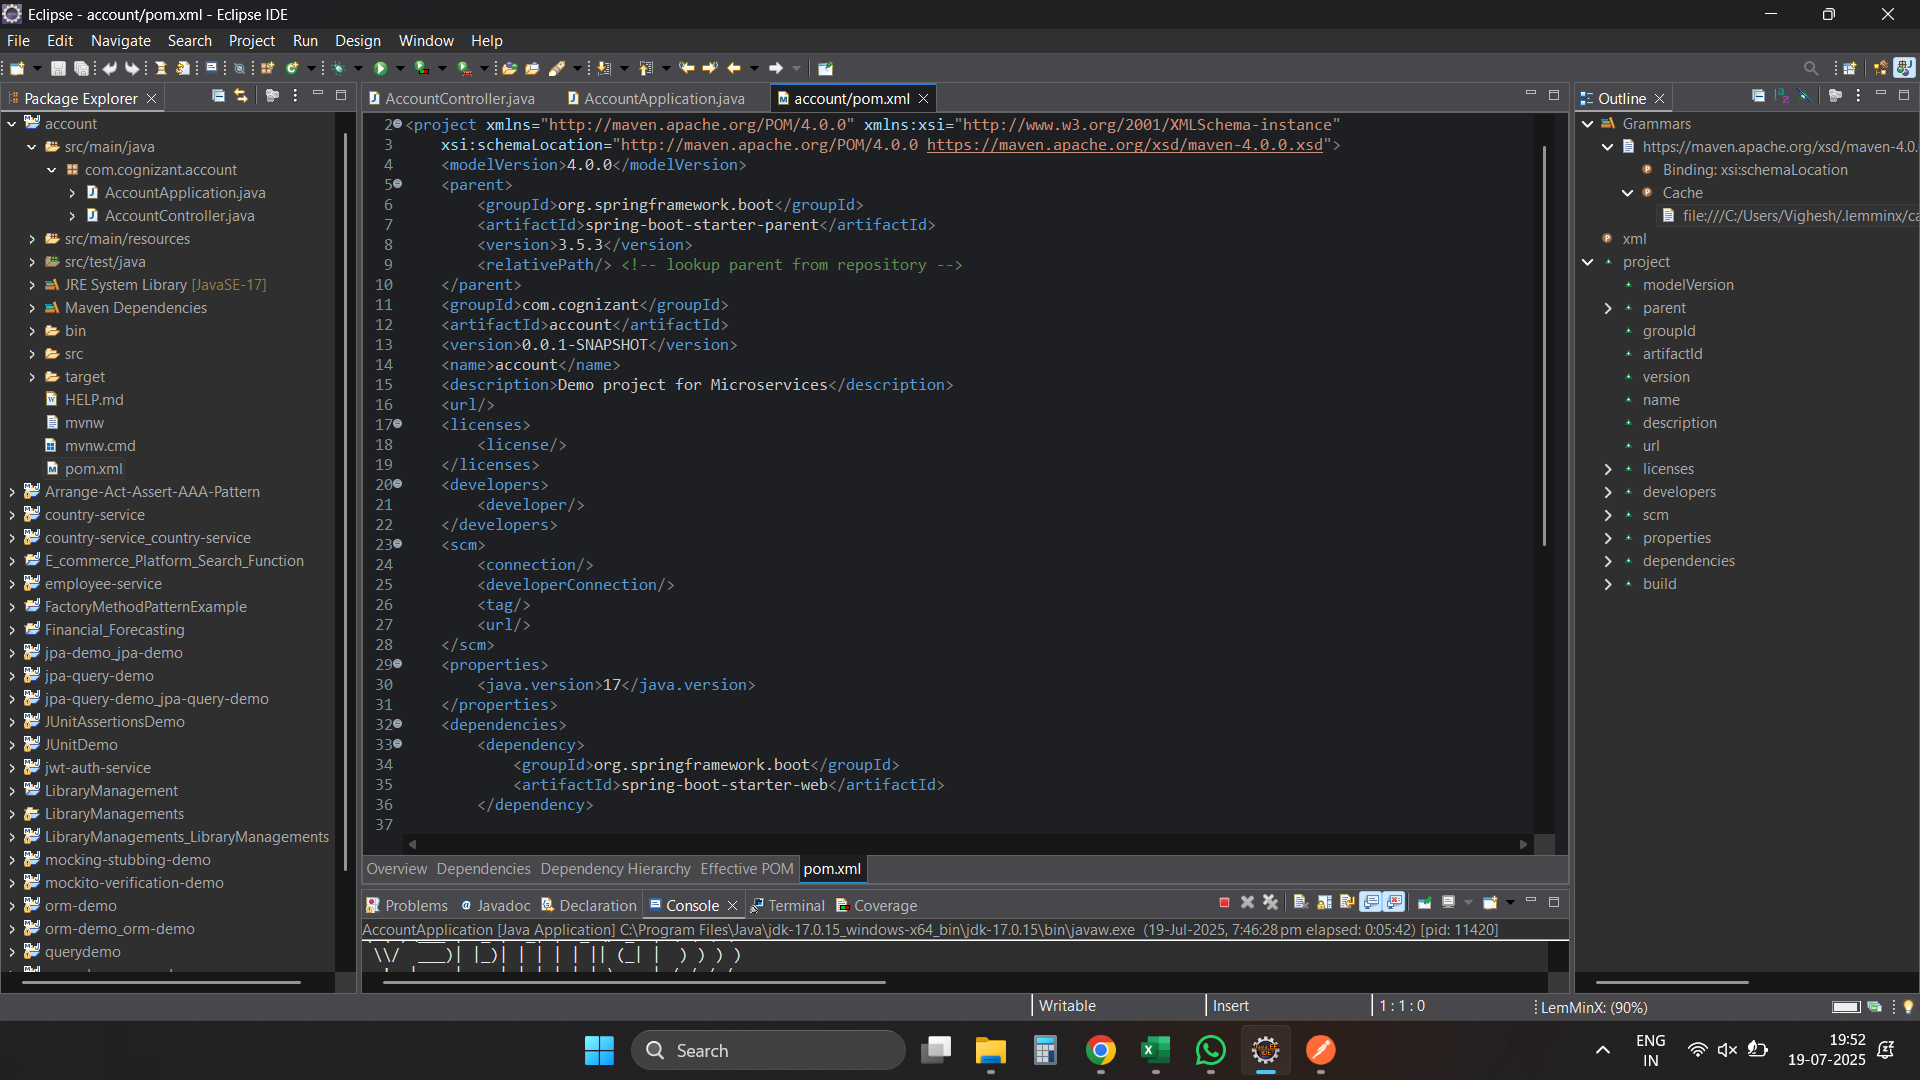 Eclipse - account/pom.xml - Eclipse IDE
File Edit Navigate Search Project Run Design Window Help
Package Explorer
account
src/main/java
com.cognizant.account
AccountApplication.java
AccountController.java
src/main/resources
src/test/java
JRE System Library [JavaSE-17]
Maven Dependencies
bin
src
target
HELP.md
mvnw
mvnw.cmd
pom.xml
Arrange-Act-Assert-AAA-Pattern
country-service
country-service_country-service
E_commerce_Platform_Search_Function
employee-service
FactoryMethodPatternExample
Financial_Forecasting
jpa-demo_jpa-demo
jpa-query-demo
jpa-query-demo_jpa-query-demo
JUnitAssertionsDemo
JUnitDemo
jwt-auth-service
LibraryManagement
LibraryManagements
LibraryManagements_LibraryManagements
mocking-stubbing-demo
mockito-verification-demo
orm-demo
orm-demo_orm-demo
querydemo
AccountController.java AccountApplication.java account/pom.xml
2 <project xmlns="http://maven.apache.org/POM/4.0.0" xmlns:xsi="http://www.w3.org/2001/XMLSchema-instance"
3 xsi:schemaLocation="http://maven.apache.org/POM/4.0.0 https://maven.apache.org/xsd/maven-4.0.0.xsd">
4 <modelVersion>4.0.0</modelVersion>
5 <parent>
6 <groupId>org.springframework.boot</groupId>
7 <artifactId>spring-boot-starter-parent</artifactId>
8 <version>3.5.3</version>
9 <relativePath/> <!-- lookup parent from repository -->
10 </parent>
11 <groupId>com.cognizant</groupId>
12 <artifactId>account</artifactId>
13 <version>0.0.1-SNAPSHOT</version>
14 <name>account</name>
15 <description>Demo project for Microservices</description>
16 <url/>
17 <licenses>
18 <license/>
19 </licenses>
20 <developers>
21 <developer/>
22 </developers>
23 <scm>
24 <connection/>
25 <developerConnection/>
26 <tag/>
27 <url/>
28 </scm>
29 <properties>
30 <java.version>17</java.version>
31 </properties>
32 <dependencies>
33 <dependency>
34 <groupId>org.springframework.boot</groupId>
35 <artifactId>spring-boot-starter-web</artifactId>
36 </dependency>
37
Overview Dependencies Dependency Hierarchy Effective POM pom.xml
Problems Javadoc Declaration Console Terminal Coverage
AccountApplication [Java Application] C:\Program Files\Java\jdk-17.0.15_windows-x64_bin\jdk-17.0.15\bin\javaw.exe (19-Jul-2025, 7:46:28 pm elapsed: 0:05:42) [pid: 11420]
\\/ ___)| |_)| | | | | || (_| | ) ) ) )
Outline
Grammars
https://maven.apache.org/xsd/maven-4.0.
Binding: xsi:schemaLocation
Cache
file:///C:/Users/Vighesh/.lemminx/ca
xml
project
modelVersion
parent
groupId
artifactId
version
name
description
url
licenses
developers
scm
properties
dependencies
build
Writable Insert 1 : 1 : 0 LemMinX: (90%)
Search
ENG
IN
19:52
19-07-2025